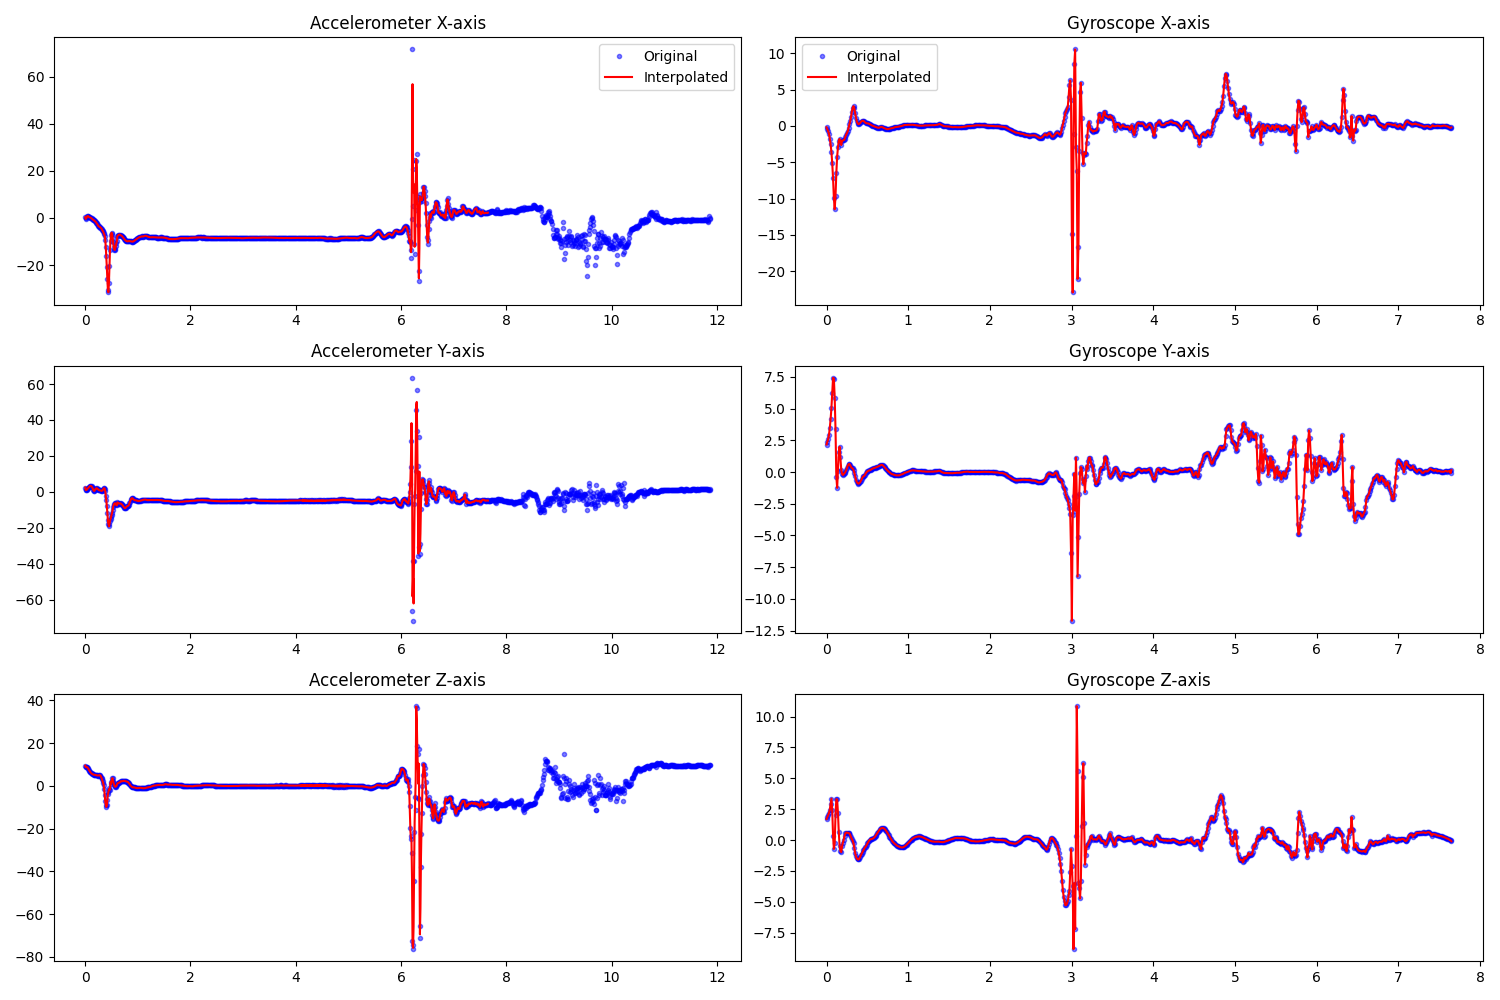 Accelerometer X-axis
60
40
20
0
−20
0 2 4 6 8 10 12
Original
Interpolated
Gyroscope X-axis
10
5
0
−5
−10
−15
−20
0 1 2 3 4 5 6 7 8
Original
Interpolated
Accelerometer Y-axis
60
40
20
0
−20
−40
−60
0 2 4 6 8 10 12
Gyroscope Y-axis
7.5
5.0
2.5
0.0
−2.5
−5.0
−7.5
−10.0
−12.5
0 1 2 3 4 5 6 7 8
Accelerometer Z-axis
40
20
0
−20
−40
−60
−80
0 2 4 6 8 10 12
Gyroscope Z-axis
10.0
7.5
5.0
2.5
0.0
−2.5
−5.0
−7.5
0 1 2 3 4 5 6 7 8